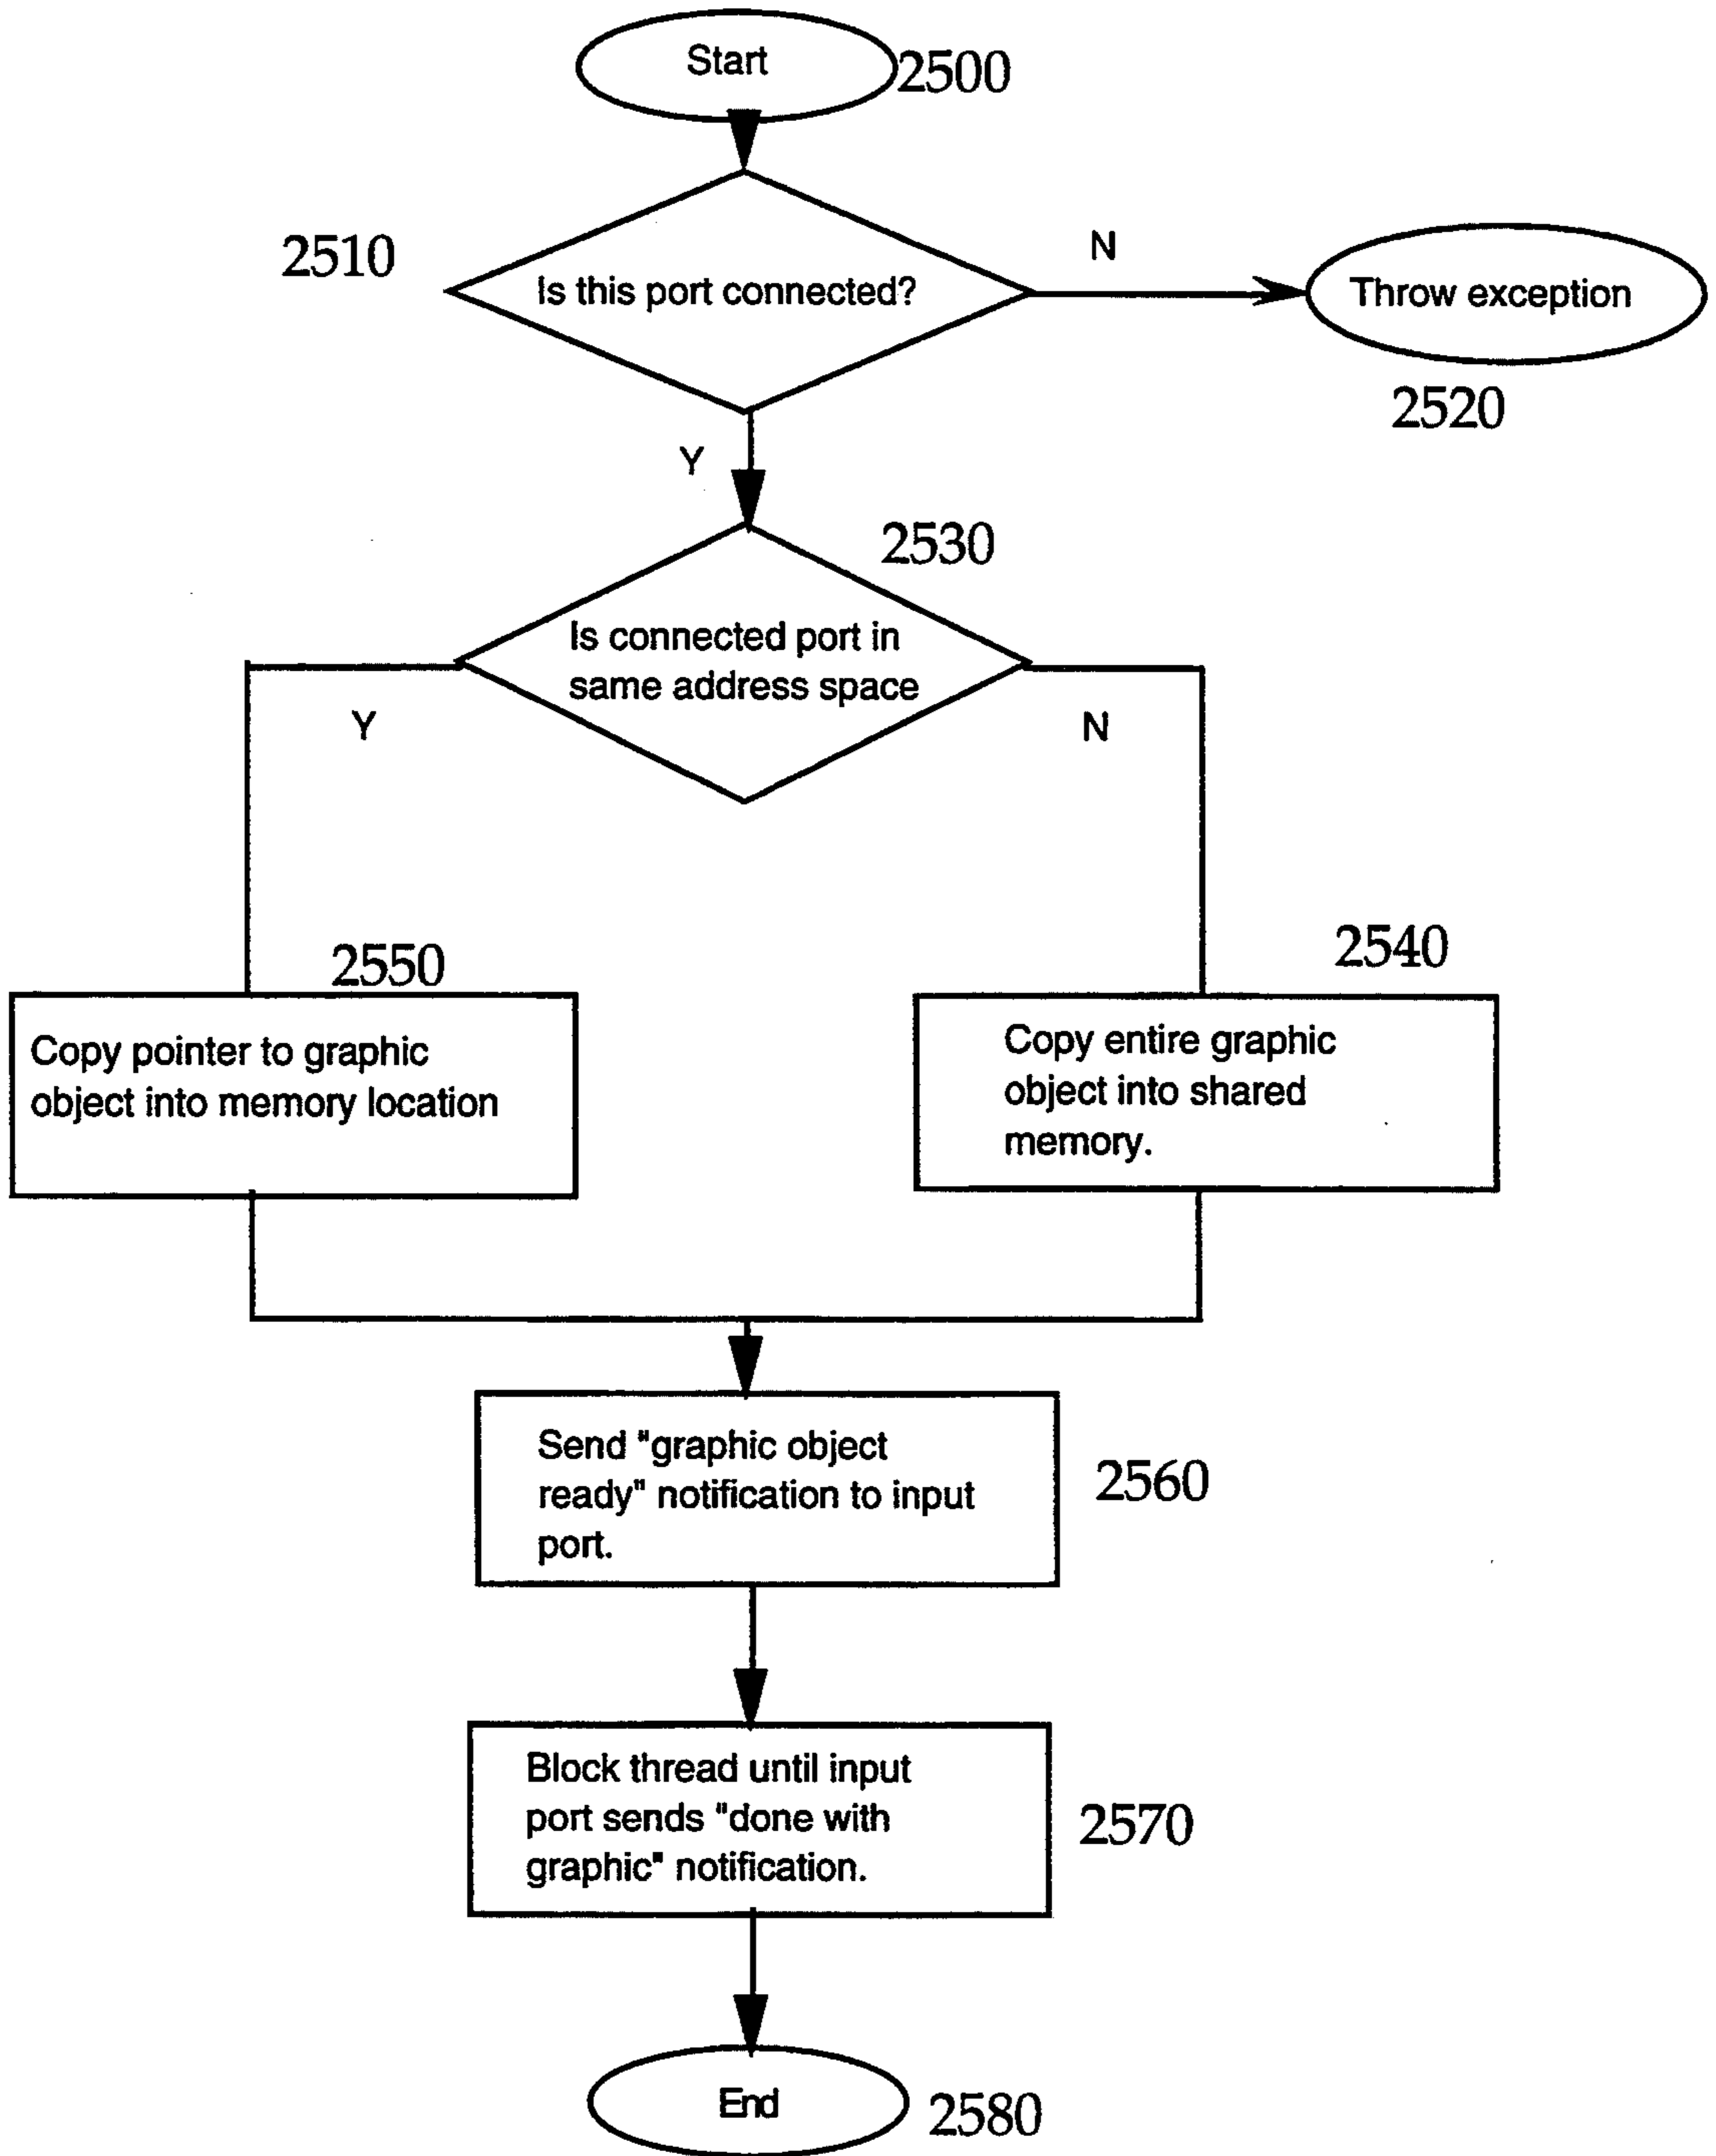 Start
2500
2510
Is this port connected?
N
Throw exception
2520
Y
2530
Is connected port in
same address space
Y
N
2550
2540
Copy pointer to graphic
object into memory location
Copy entire graphic
object into shared
memory.
Send "graphic object
ready" notification to input
port.
2560
Block thread until input
port sends "done with
graphic" notification.
2570
End
2580